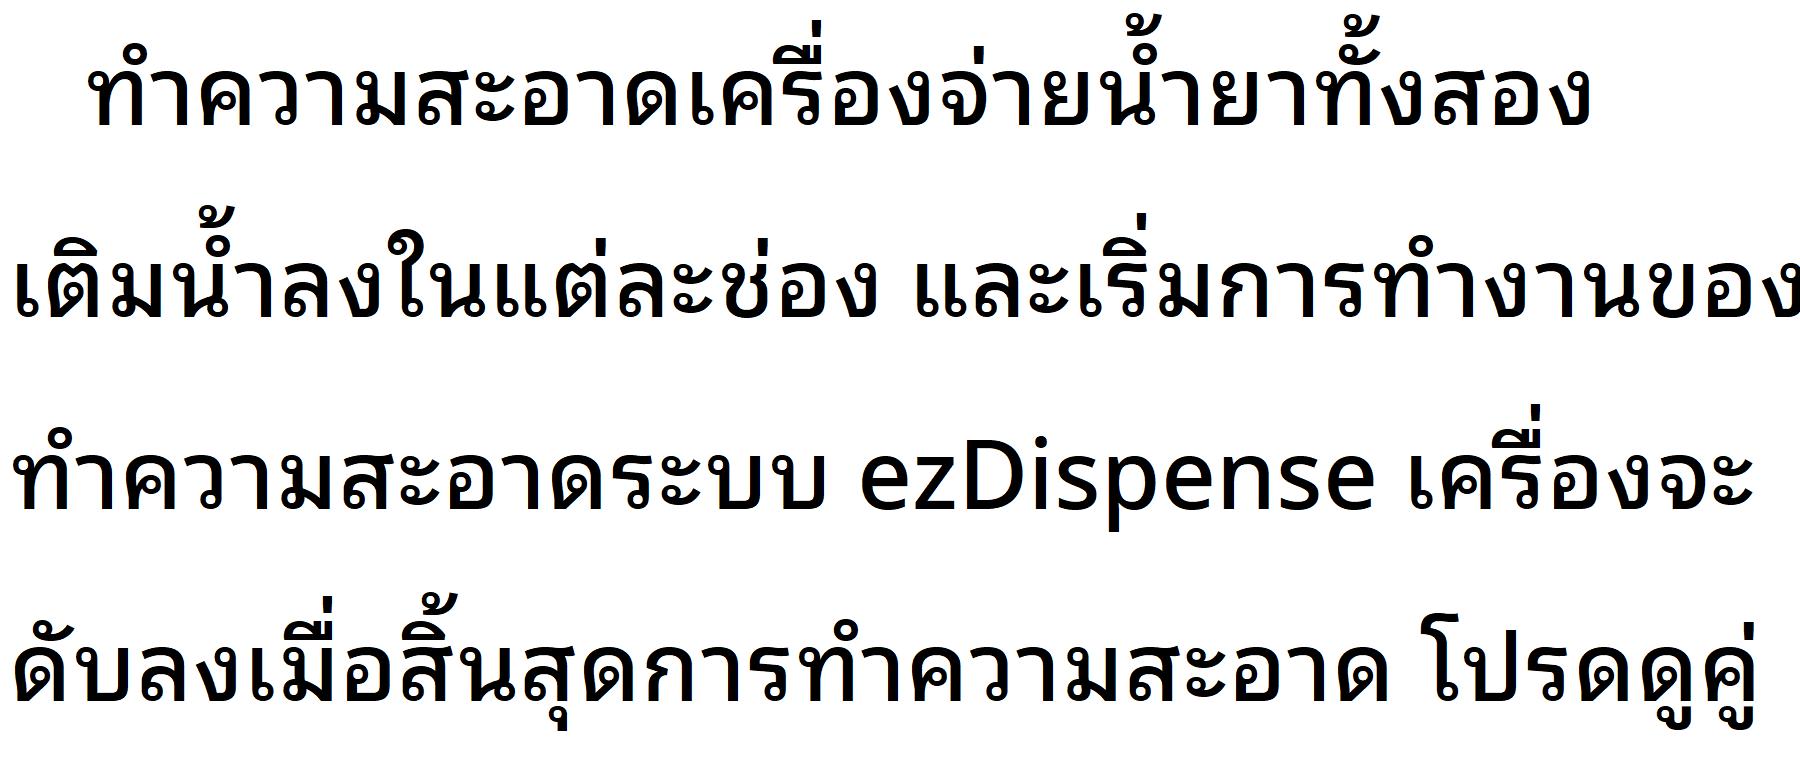 ทำความสะอาดเครื่องจ่ายน้ำยาทั้งสอง
เติมน้ำลงในแต่ละช่อง และเริ่มการทำงานของ
ทำความสะอาดระบบ ezDispense เครื่องจะ
ดับลงเมื่อสิ้นสุดการทำความสะอาด โปรดดูคู่